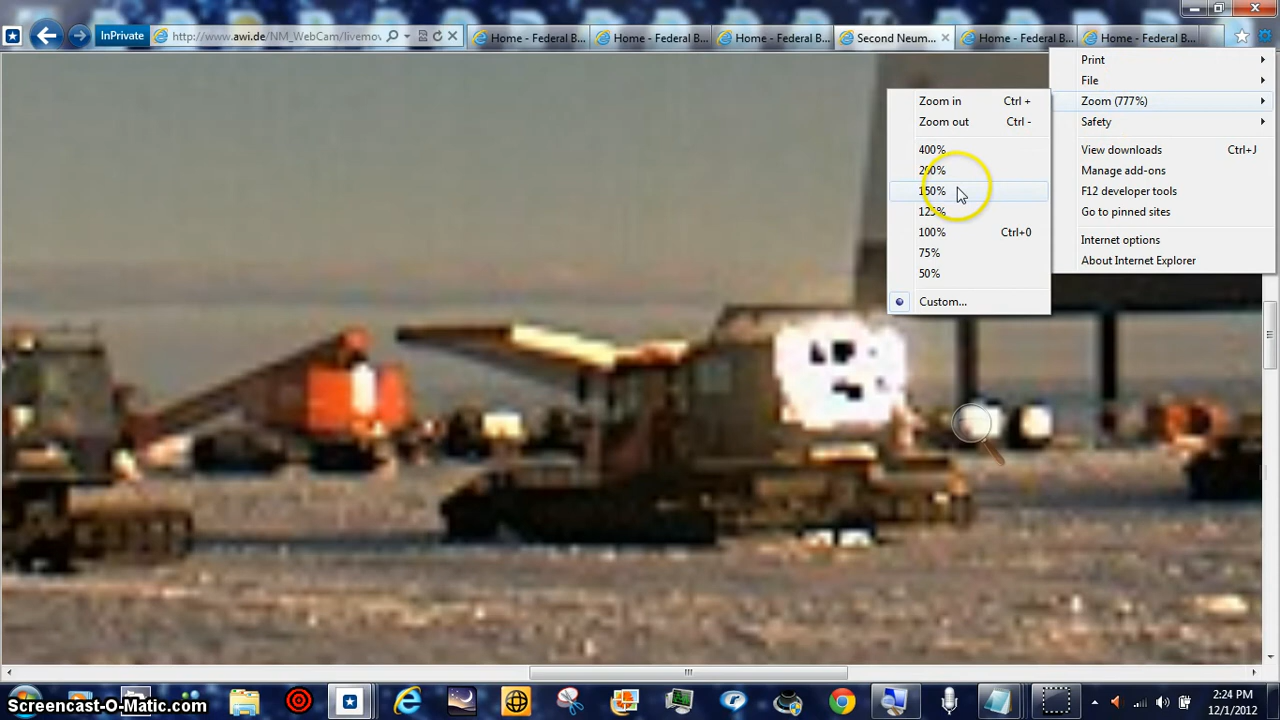 InPrivate
http://www.awi.de/NM_WebCam/livemov
Home - Federal B...
Home - Federal B...
Home - Federal B...
Second Neum...
Home - Federal B...
Home - Federal B...
Print
File
Zoom (777%)
Safety
View downloads Ctrl+J
Manage add-ons
F12 developer tools
Go to pinned sites
Internet options
About Internet Explorer
Zoom in Ctrl +
Zoom out Ctrl -
400%
200%
150%
125%
100% Ctrl+0
75%
50%
Custom...
Screencast-O-Matic.com
2:24 PM
12/1/2012